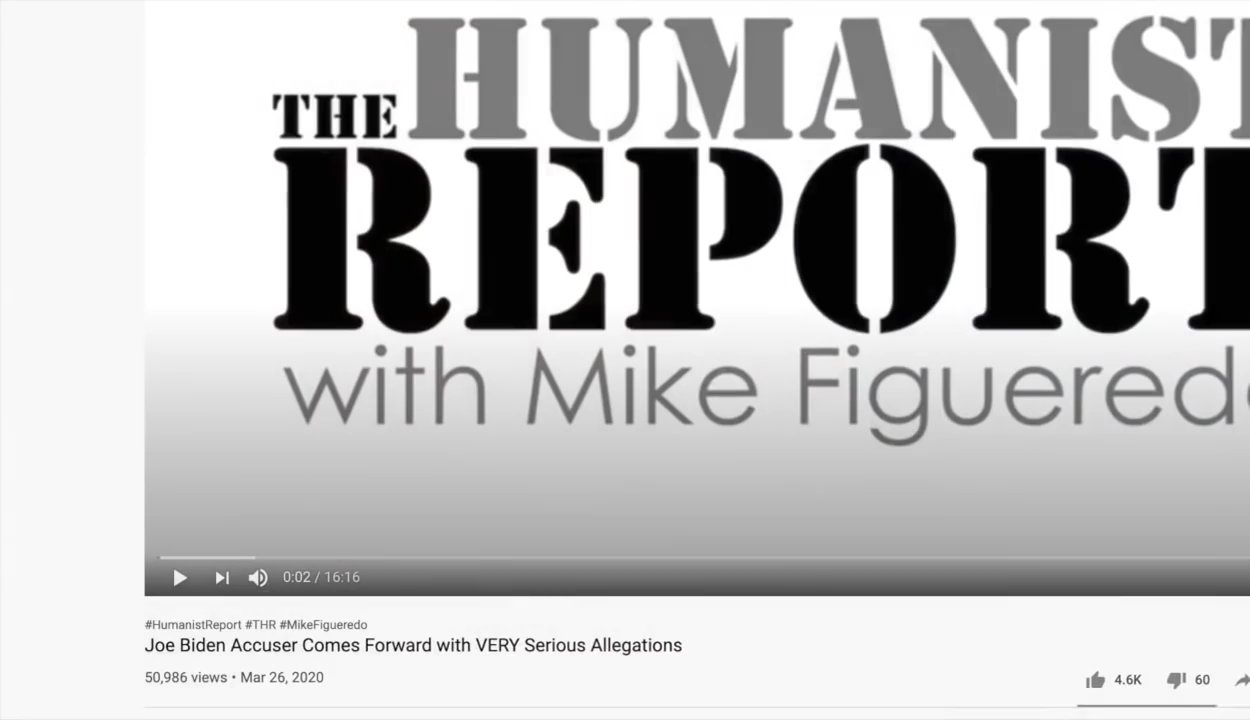 THE HUMANIST
REPORT
with Mike Figueredo
0:02 / 16:16
#HumanistReport #THR #MikeFigueredo
Joe Biden Accuser Comes Forward with VERY Serious Allegations
50,986 views • Mar 26, 2020
4.6K 60